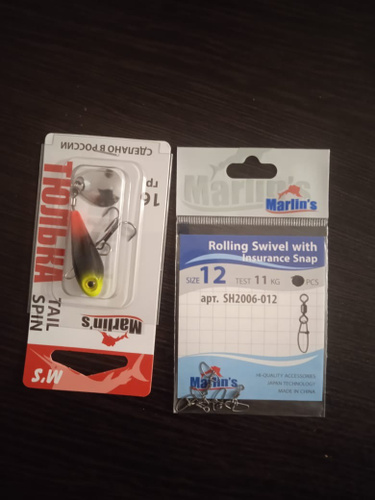 СДЕЛАНО В РОССИИ
16
ТЮЛЬКА
TAIL
SPIN
Marlin's
M's
Marlin's
Marlin's
Rolling Swivel with
insurance Snap
SIZE 12 TEST 11 KG PCS
арт. SH2006-012
Marlin's
HI-QUALITY ACCESSORIES
JAPAN TECHNOLOGY
MADE IN CHINA